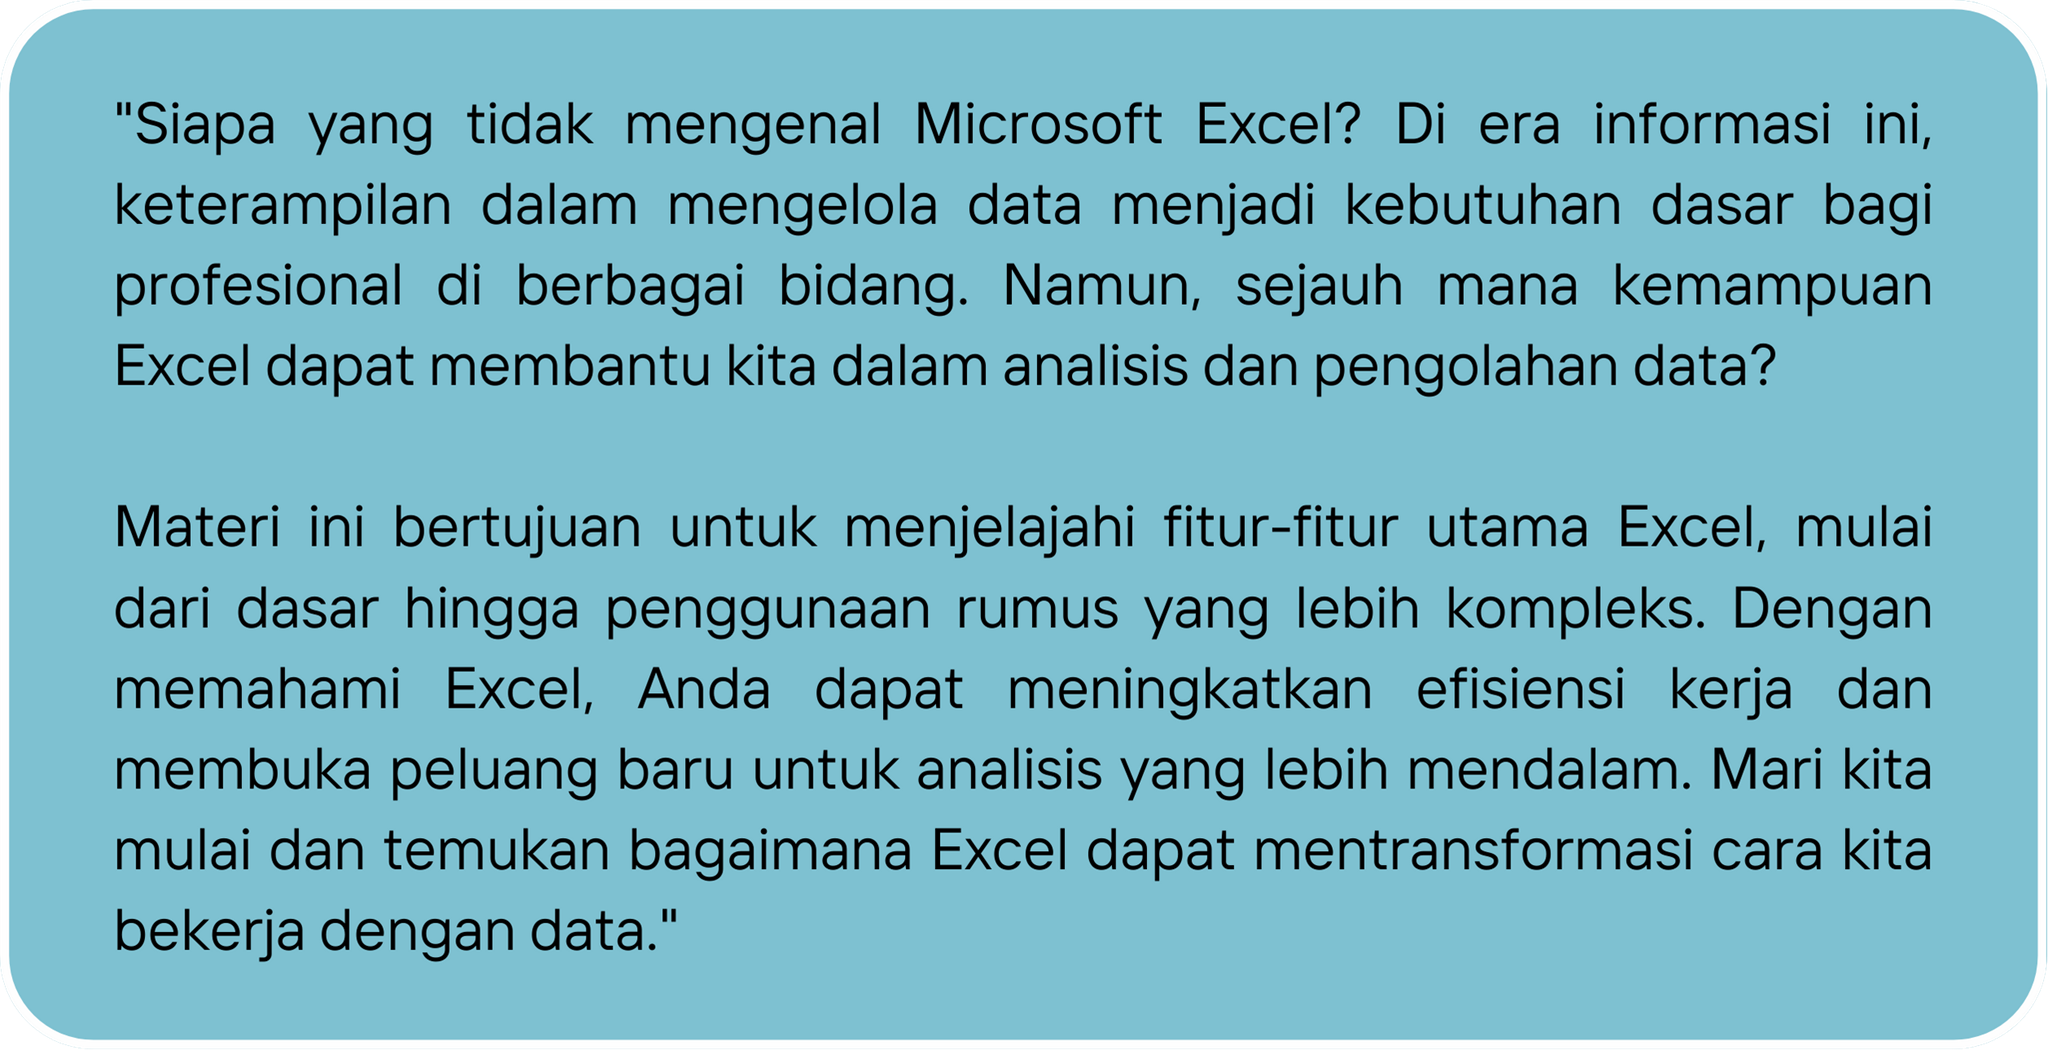 "Siapa yang tidak mengenal Microsoft Excel? Di era informasi ini,
keterampilan dalam mengelola data menjadi kebutuhan dasar bagi
profesional di berbagai bidang. Namun, sejauh mana kemampuan
Excel dapat membantu kita dalam analisis dan pengolahan data?
Materi ini bertujuan untuk menjelajahi fitur-fitur utama Excel, mulai
dari dasar hingga penggunaan rumus yang lebih kompleks. Dengan
memahami Excel, Anda dapat meningkatkan efisiensi kerja dan
membuka peluang baru untuk analisis yang lebih mendalam. Mari kita
mulai dan temukan bagaimana Excel dapat mentransformasi cara kita
bekerja dengan data."